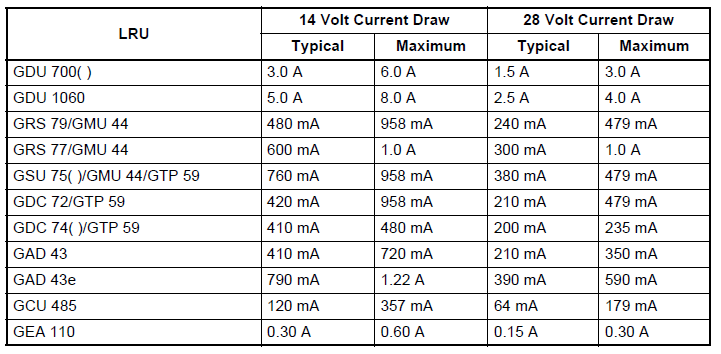 LRU 14 Volt Current Draw 28 Volt Current Draw
Typical Maximum Typical Maximum
GDU 700( ) 3.0 A 6.0 A 1.5 A 3.0 A
GDU 1060 5.0 A 8.0 A 2.5 A 4.0 A
GRS 79/GMU 44 480 mA 958 mA 240 mA 479 mA
GRS 77/GMU 44 600 mA 1.0 A 300 mA 1.0 A
GSU 75( )/GMU 44/GTP 59 760 mA 958 mA 380 mA 479 mA
GDC 72/GTP 59 420 mA 958 mA 210 mA 479 mA
GDC 74( )/GTP 59 410 mA 480 mA 200 mA 235 mA
GAD 43 410 mA 720 mA 210 mA 350 mA
GAD 43e 790 mA 1.22 A 390 mA 590 mA
GCU 485 120 mA 357 mA 64 mA 179 mA
GEA 110 0.30 A 0.60 A 0.15 A 0.30 A